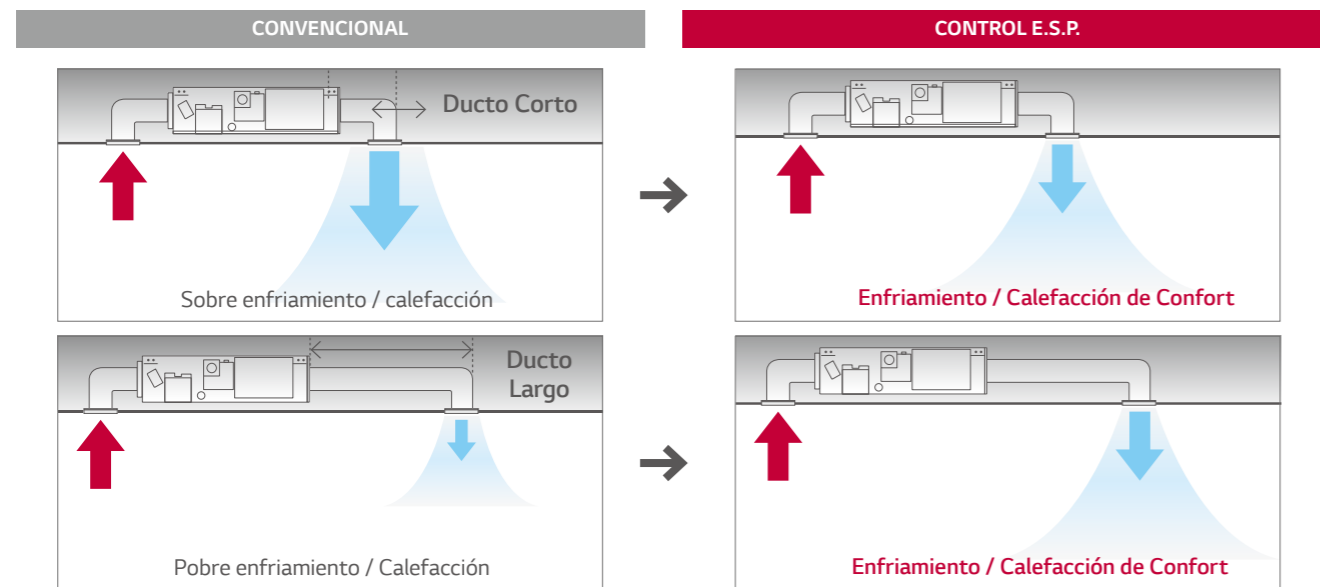 CONVENCIONAL
CONTROL E.S.P.
Ducto Corto
Sobre enfriamiento / calefacción
Enfriamiento / Calefacción de Confort
Ducto
Largo
Pobre enfriamiento / Calefacción
Enfriamiento / Calefacción de Confort